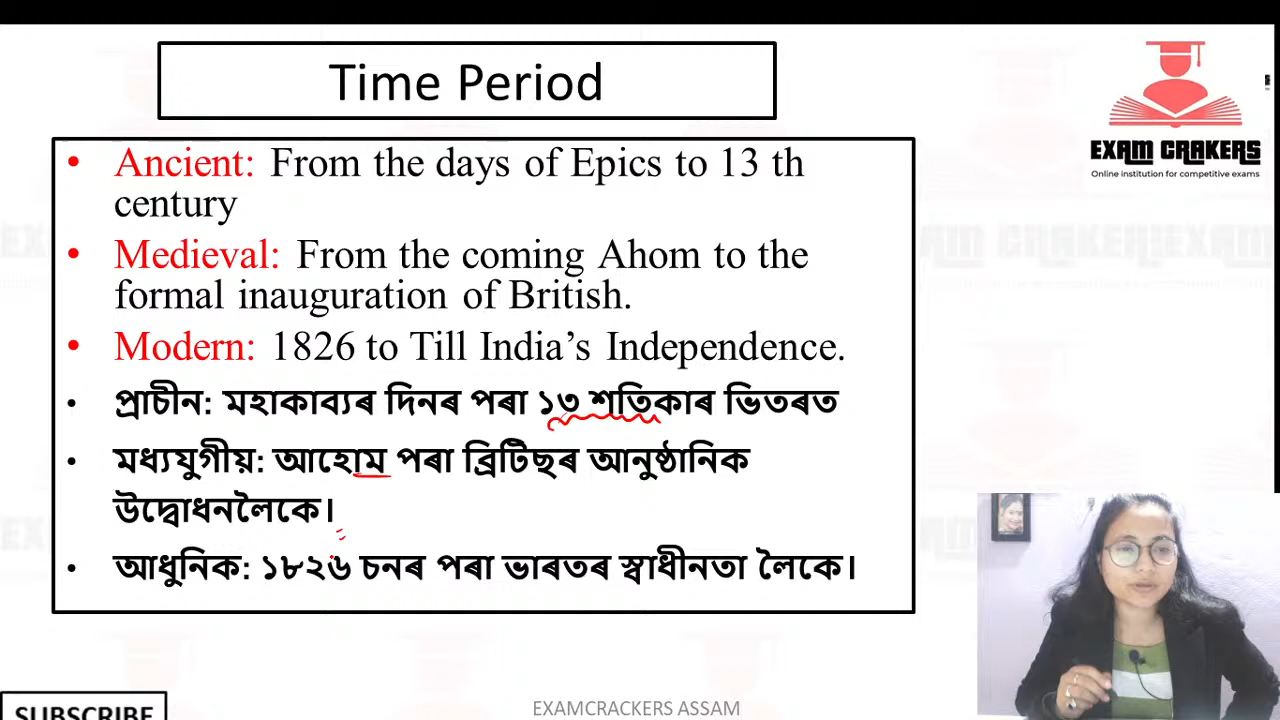 Time Period
EXAM CRAKERS
Online institution for competitive exams
• Ancient: From the days of Epics to 13 th
century
• Medieval: From the coming Ahom to the
formal inauguration of British.
• Modern: 1826 to Till India’s Independence.
• প্ৰাচীন: মহাকাব্যৰ দিনৰ পৰা ১৩ শতিকাৰ ভিতৰত
• মধ্যযুগীয়: আহোম পৰা ব্ৰিটিছৰ আনুষ্ঠানিক
উদ্বোধনলৈকে।
• আধুনিক: ১৮২৬ চনৰ পৰা ভাৰতৰ স্বাধীনতা লৈকে।
SUBSCRIBE
EXAMCRACKERS ASSAM